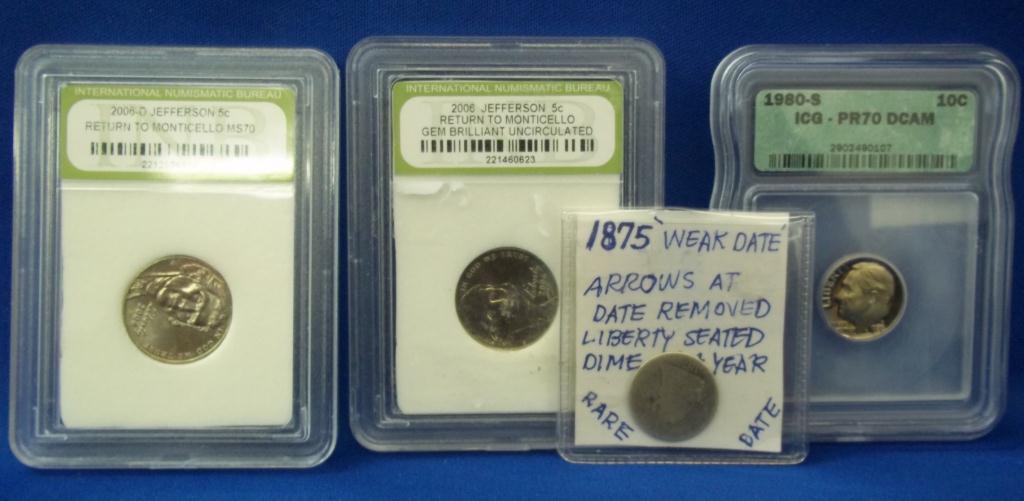 INTERNATIONAL NUMISMATIC BUREAU
2006-D JEFFERSON 5c
RETURN TO MONTICELLO MS70
INTERNATIONAL NUMISMATIC BUREAU
2006 JEFFERSON 5c
RETURN TO MONTICELLO
GEM BRILLIANT UNCIRCULATED
221460623
1980-S 10C
ICG - PR70 DCAM
2902490107
1875 'WEAK DATE'
ARROWS AT
DATE REMOVED
LIBERTY SEATED
DIME YEAR
RARE
DATE
LIBERTY